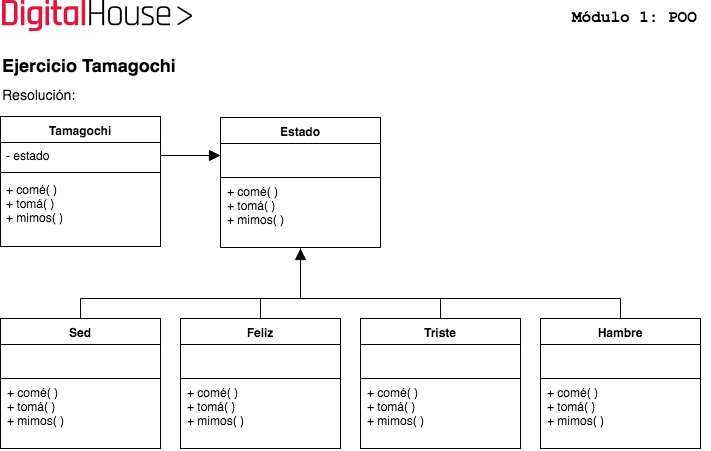 DigitalHouse>
Módulo 1: POO
Ejercicio Tamagochi
Resolución:
Tamagochi
- estado
+ comé( )
+ tomá( )
+ mimos( )
Estado
+ comé( )
+ tomá( )
+ mimos( )
Sed
+ comé( )
+ tomá( )
+ mimos( )
Feliz
+ comé( )
+ tomá( )
+ mimos( )
Triste
+ comé( )
+ tomá( )
+ mimos( )
Hambre
+ comé( )
+ tomá( )
+ mimos( )